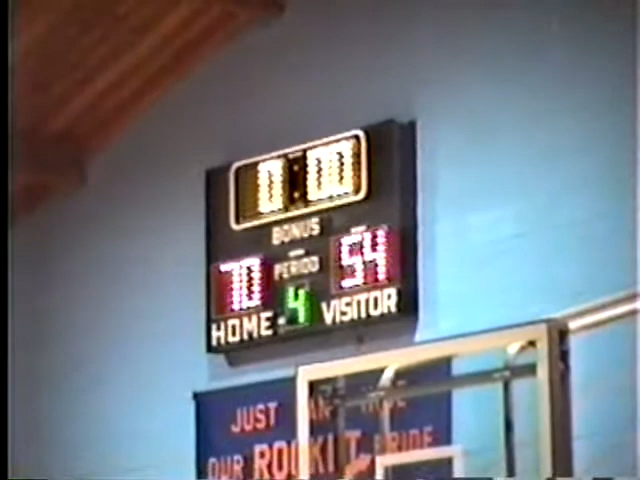 0:00
BONUS
70 PERIOD 54
HOME 4 VISITOR
JUST
OUR PRIDE